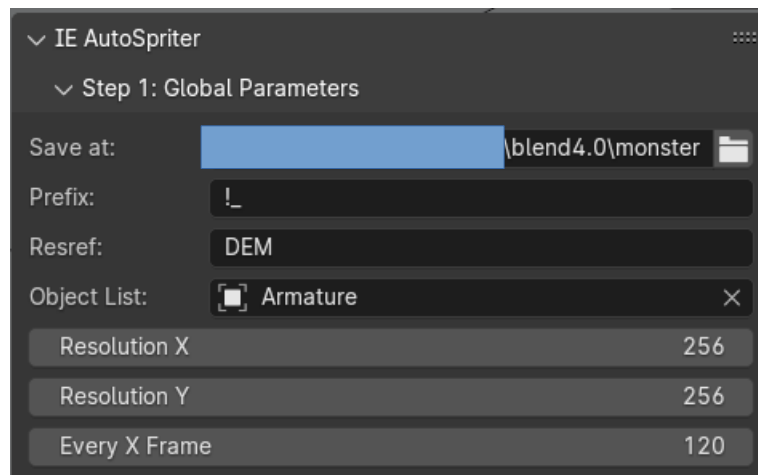 IE AutoSpriter
Step 1: Global Parameters
Save at: \blend4.0\monster
Prefix: !_
Resref: DEM
Object List: Armature
Resolution X 256
Resolution Y 256
Every X Frame 120